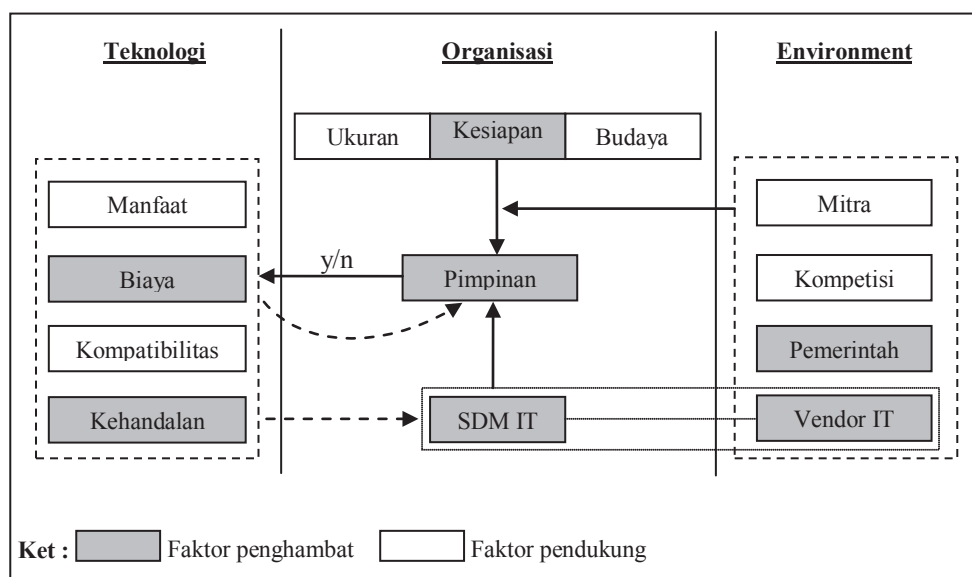 Teknologi
Organisasi
Environment
Ukuran
Kesiapan
Budaya
Manfaat
Mitra
y/n
Biaya
Pimpinan
Kompetisi
Kompatibilitas
Pemerintah
Kehandalan
SDM IT
Vendor IT
Ket : Faktor penghambat Faktor pendukung